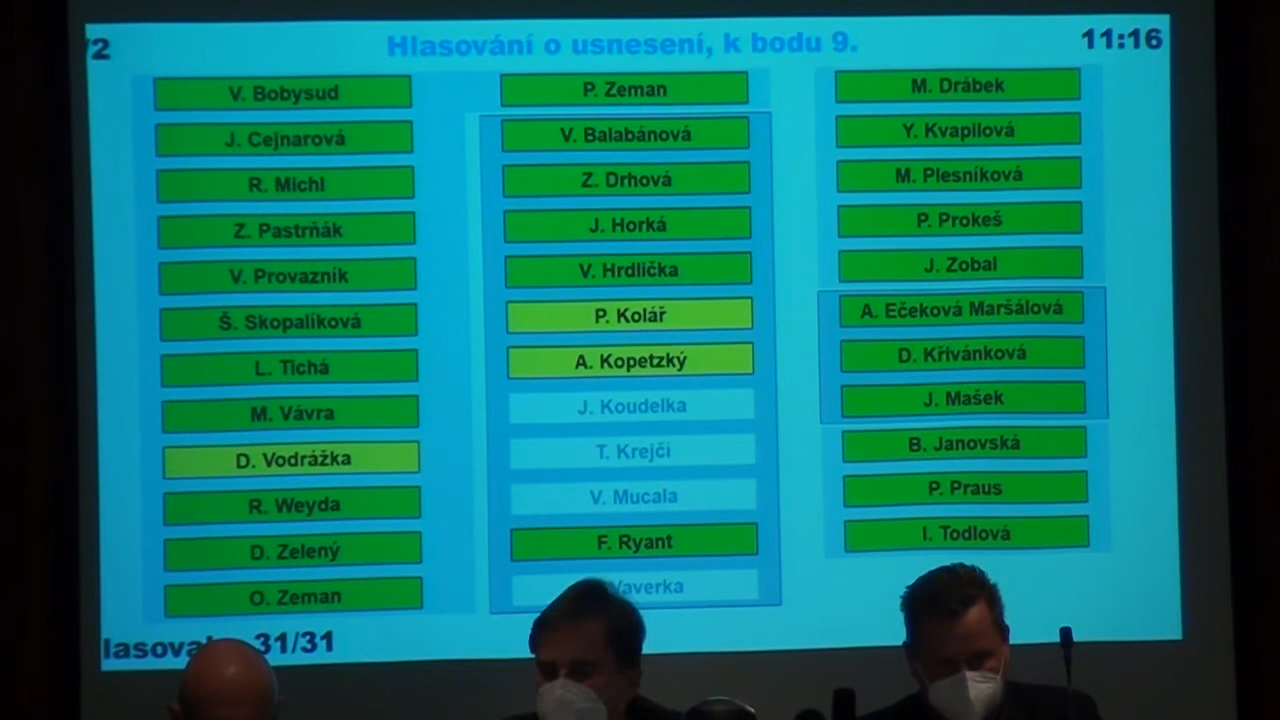 /2
Hlasování o usnesení, k bodu 9.
11:16
V. Bobysud
J. Cejnarová
R. Michl
Z. Pastrňák
V. Provazník
Š. Skopalíková
L. Tichá
M. Vávra
D. Vodrážka
R. Weyda
D. Zelený
O. Zeman
P. Zeman
V. Balabánová
Z. Drhová
J. Horká
V. Hrdlička
P. Kolář
A. Kopetzký
J. Koudelka
T. Krejčí
V. Mucala
F. Ryant
Vaverka
M. Drábek
Y. Kvapilová
M. Plesníková
P. Prokeš
J. Zobal
A. Ečeková Maršálová
D. Křivánková
J. Mašek
B. Janovská
P. Praus
I. Todlová
31/31